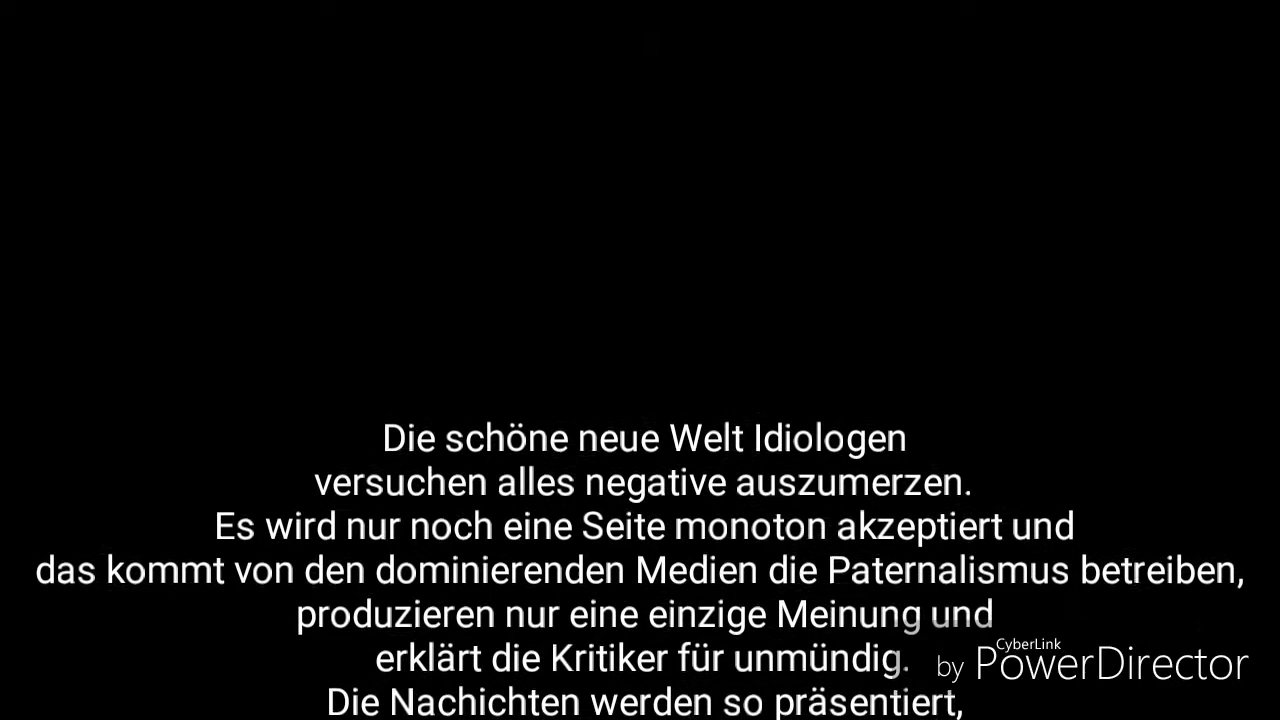 Die schöne neue Welt Idiologen
versuchen alles negative auszumerzen.
Es wird nur noch eine Seite monoton akzeptiert und
das kommt von den dominierenden Medien die Paternalismus betreiben,
produzieren nur eine einzige Meinung und
erklärt die Kritiker für unmündig.
Die Nachichten werden so präsentiert,
CyberLink
by PowerDirector